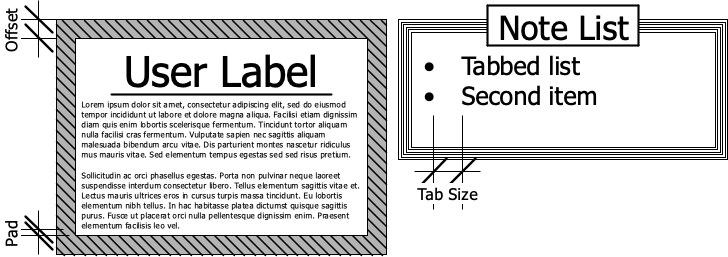 Offset
User Label
Lorem ipsum dolor sit amet, consectetur adipiscing elit, sed do eiusmod
tempor incididunt ut labore et dolore magna aliqua. Facilisi etiam dignissim
diam quis enim lobortis scelerisque fermentum. Tincidunt tortor aliquam
nulla facilisi cras fermentum. Vulputate sapien nec sagittis aliquam
malesuada bibendum arcu vitae. Dis parturient montes nascetur ridiculus
mus mauris vitae. Sed elementum tempus egestas sed sed risus pretium.
Sollicitudin ac orci phasellus egestas. Porta non pulvinar neque laoreet
suspendisse interdum consectetur libero. Tellus elementum sagittis vitae et.
Lectus mauris ultrices eros in cursus turpis massa tincidunt. Eu lobortis
elementum nibh tellus. In hac habitasse platea dictumst quisque sagittis
purus. Fusce ut placerat orci nulla pellentesque dignissim enim. Praesent
elementum facilisis leo vel.
Pad
Note List
• Tabbed list
• Second item
Tab Size